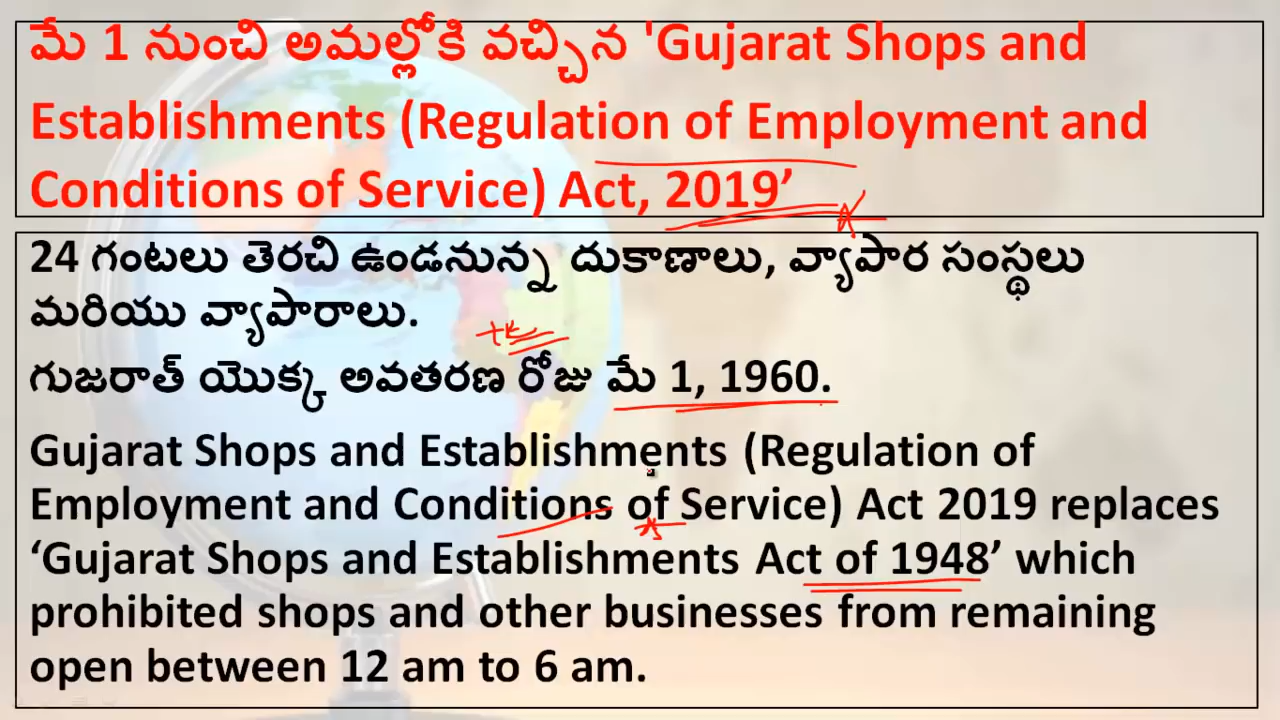 మే 1 నుంచి అమల్లోకి వచ్చిన 'Gujarat Shops and
Establishments (Regulation of Employment and
Conditions of Service) Act, 2019’
24 గంటలు తెరచి ఉండనున్న దుకాణాలు, వ్యాపార సంస్థలు
మరియు వ్యాపారాలు.
గుజరాత్ యొక్క అవతరణ రోజు మే 1, 1960.
Gujarat Shops and Establishments (Regulation of
Employment and Conditions of Service) Act 2019 replaces
‘Gujarat Shops and Establishments Act of 1948’ which
prohibited shops and other businesses from remaining
open between 12 am to 6 am.